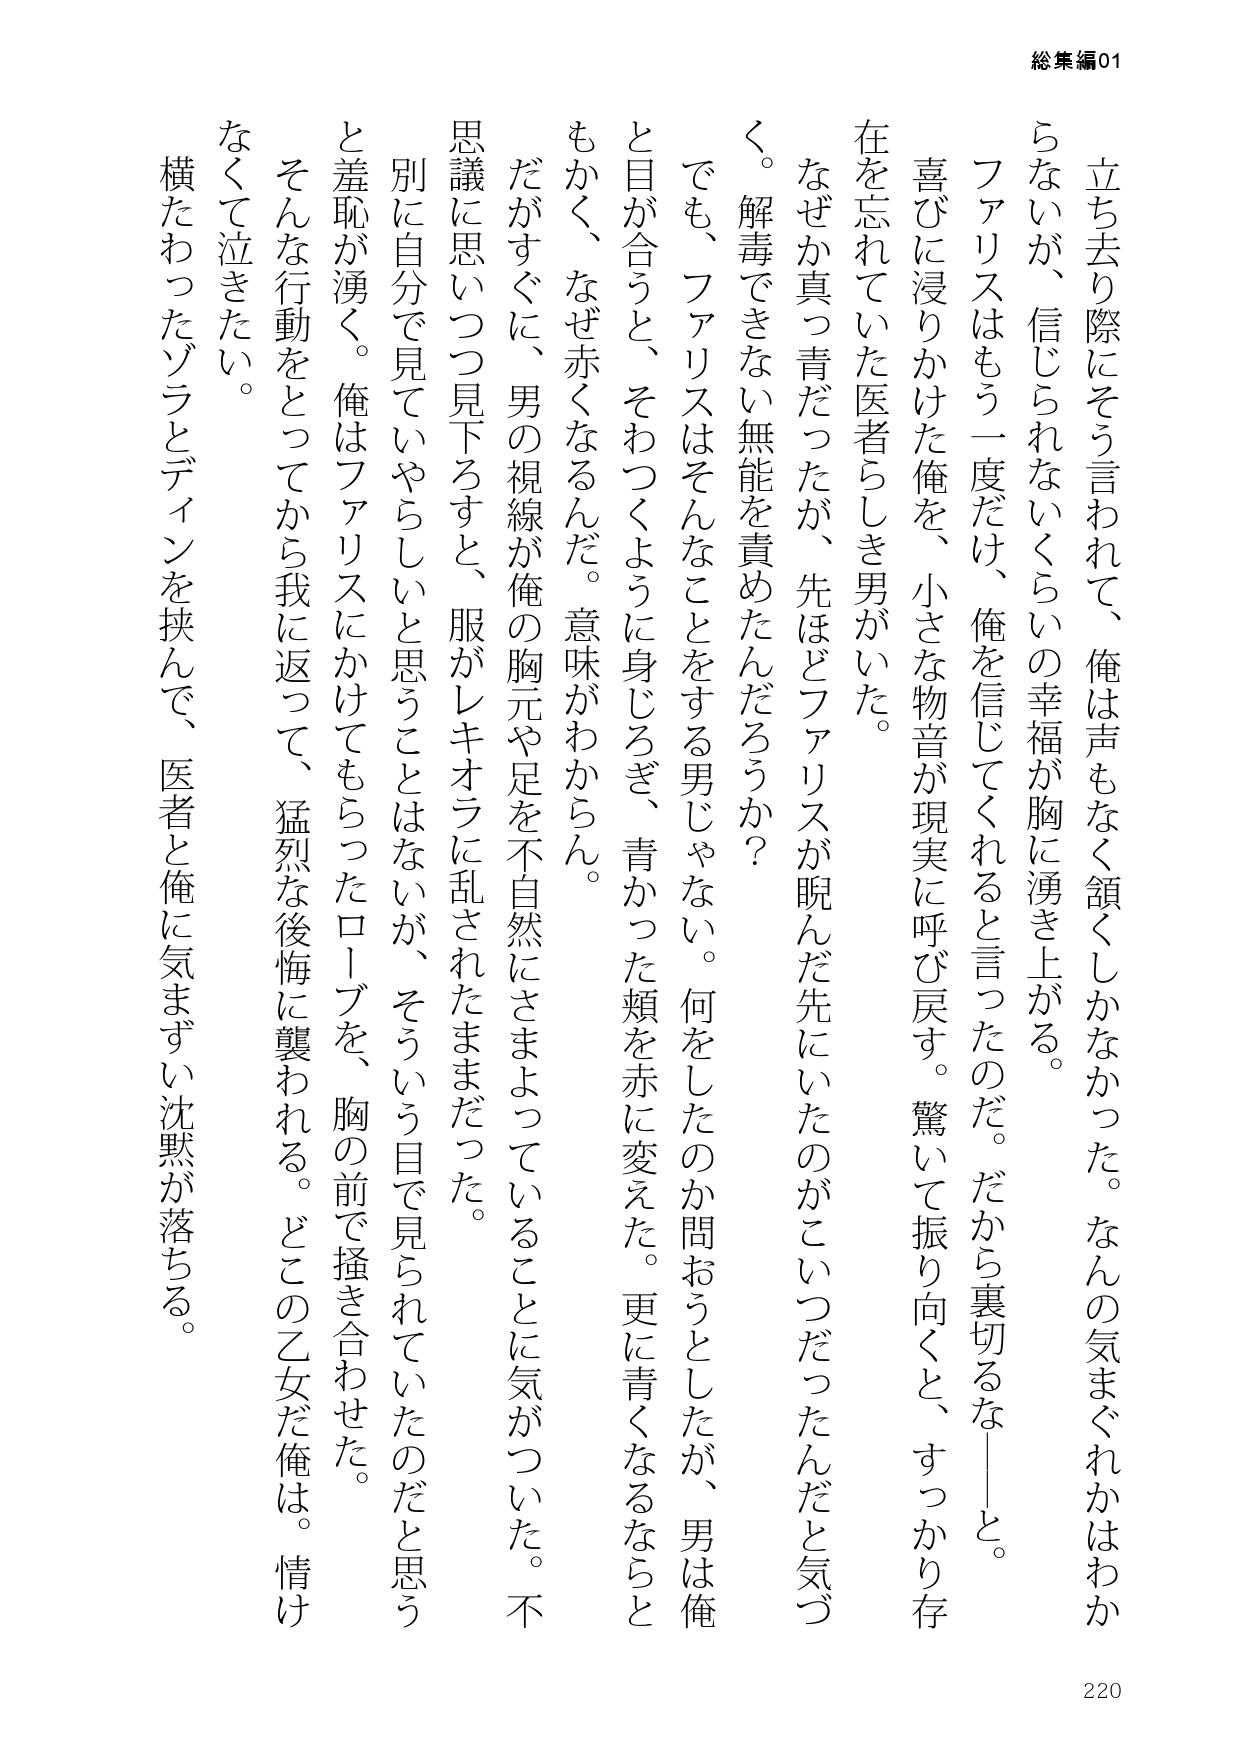 総集編01
立ち去り際にそう言われて、俺は声もなく頷くしかなかった。なんの気まぐれかはわか
らないが、信じられないくらいの幸福が胸に湧き上がる。
ファリスはもう一度だけ、俺を信じてくれると言ったのだ。だから裏切るな――と。
喜びに浸りかけた俺を、小さな物音が現実に呼び戻す。驚いて振り向くと、すっかり存
在を忘れていた医者らしき男がいた。
なぜか真っ青だったが、先ほどファリスが睨んだ先にいたのがこいつだったんだと気づ
く。解毒できない無能を責めたんだろうか？
でも、ファリスはそんなことをする男じゃない。何をしたのか問おうとしたが、男は俺
と目が合うと、そわつくように身じろぎ、青かった頬を赤に変えた。更に青くなるならと
もかく、なぜ赤くなるんだ。意味がわからん。
だがすぐに、男の視線が俺の胸元や足を不自然にさまよっていることに気がついた。不
思議に思いつつ見下ろすと、服がレキオラに乱されたままだった。
別に自分で見ていやらしいと思うことはないが、そういう目で見られていたのだと思う
と羞恥が湧く。俺はファリスにかけてもらったローブを、胸の前で掻き合わせた。
そんな行動をとってから我に返って、猛烈な後悔に襲われる。どこの乙女だ俺は。情け
なくて泣きたい。
横たわったゾラとディンを挟んで、医者と俺に気まずい沈黙が落ちる。
220